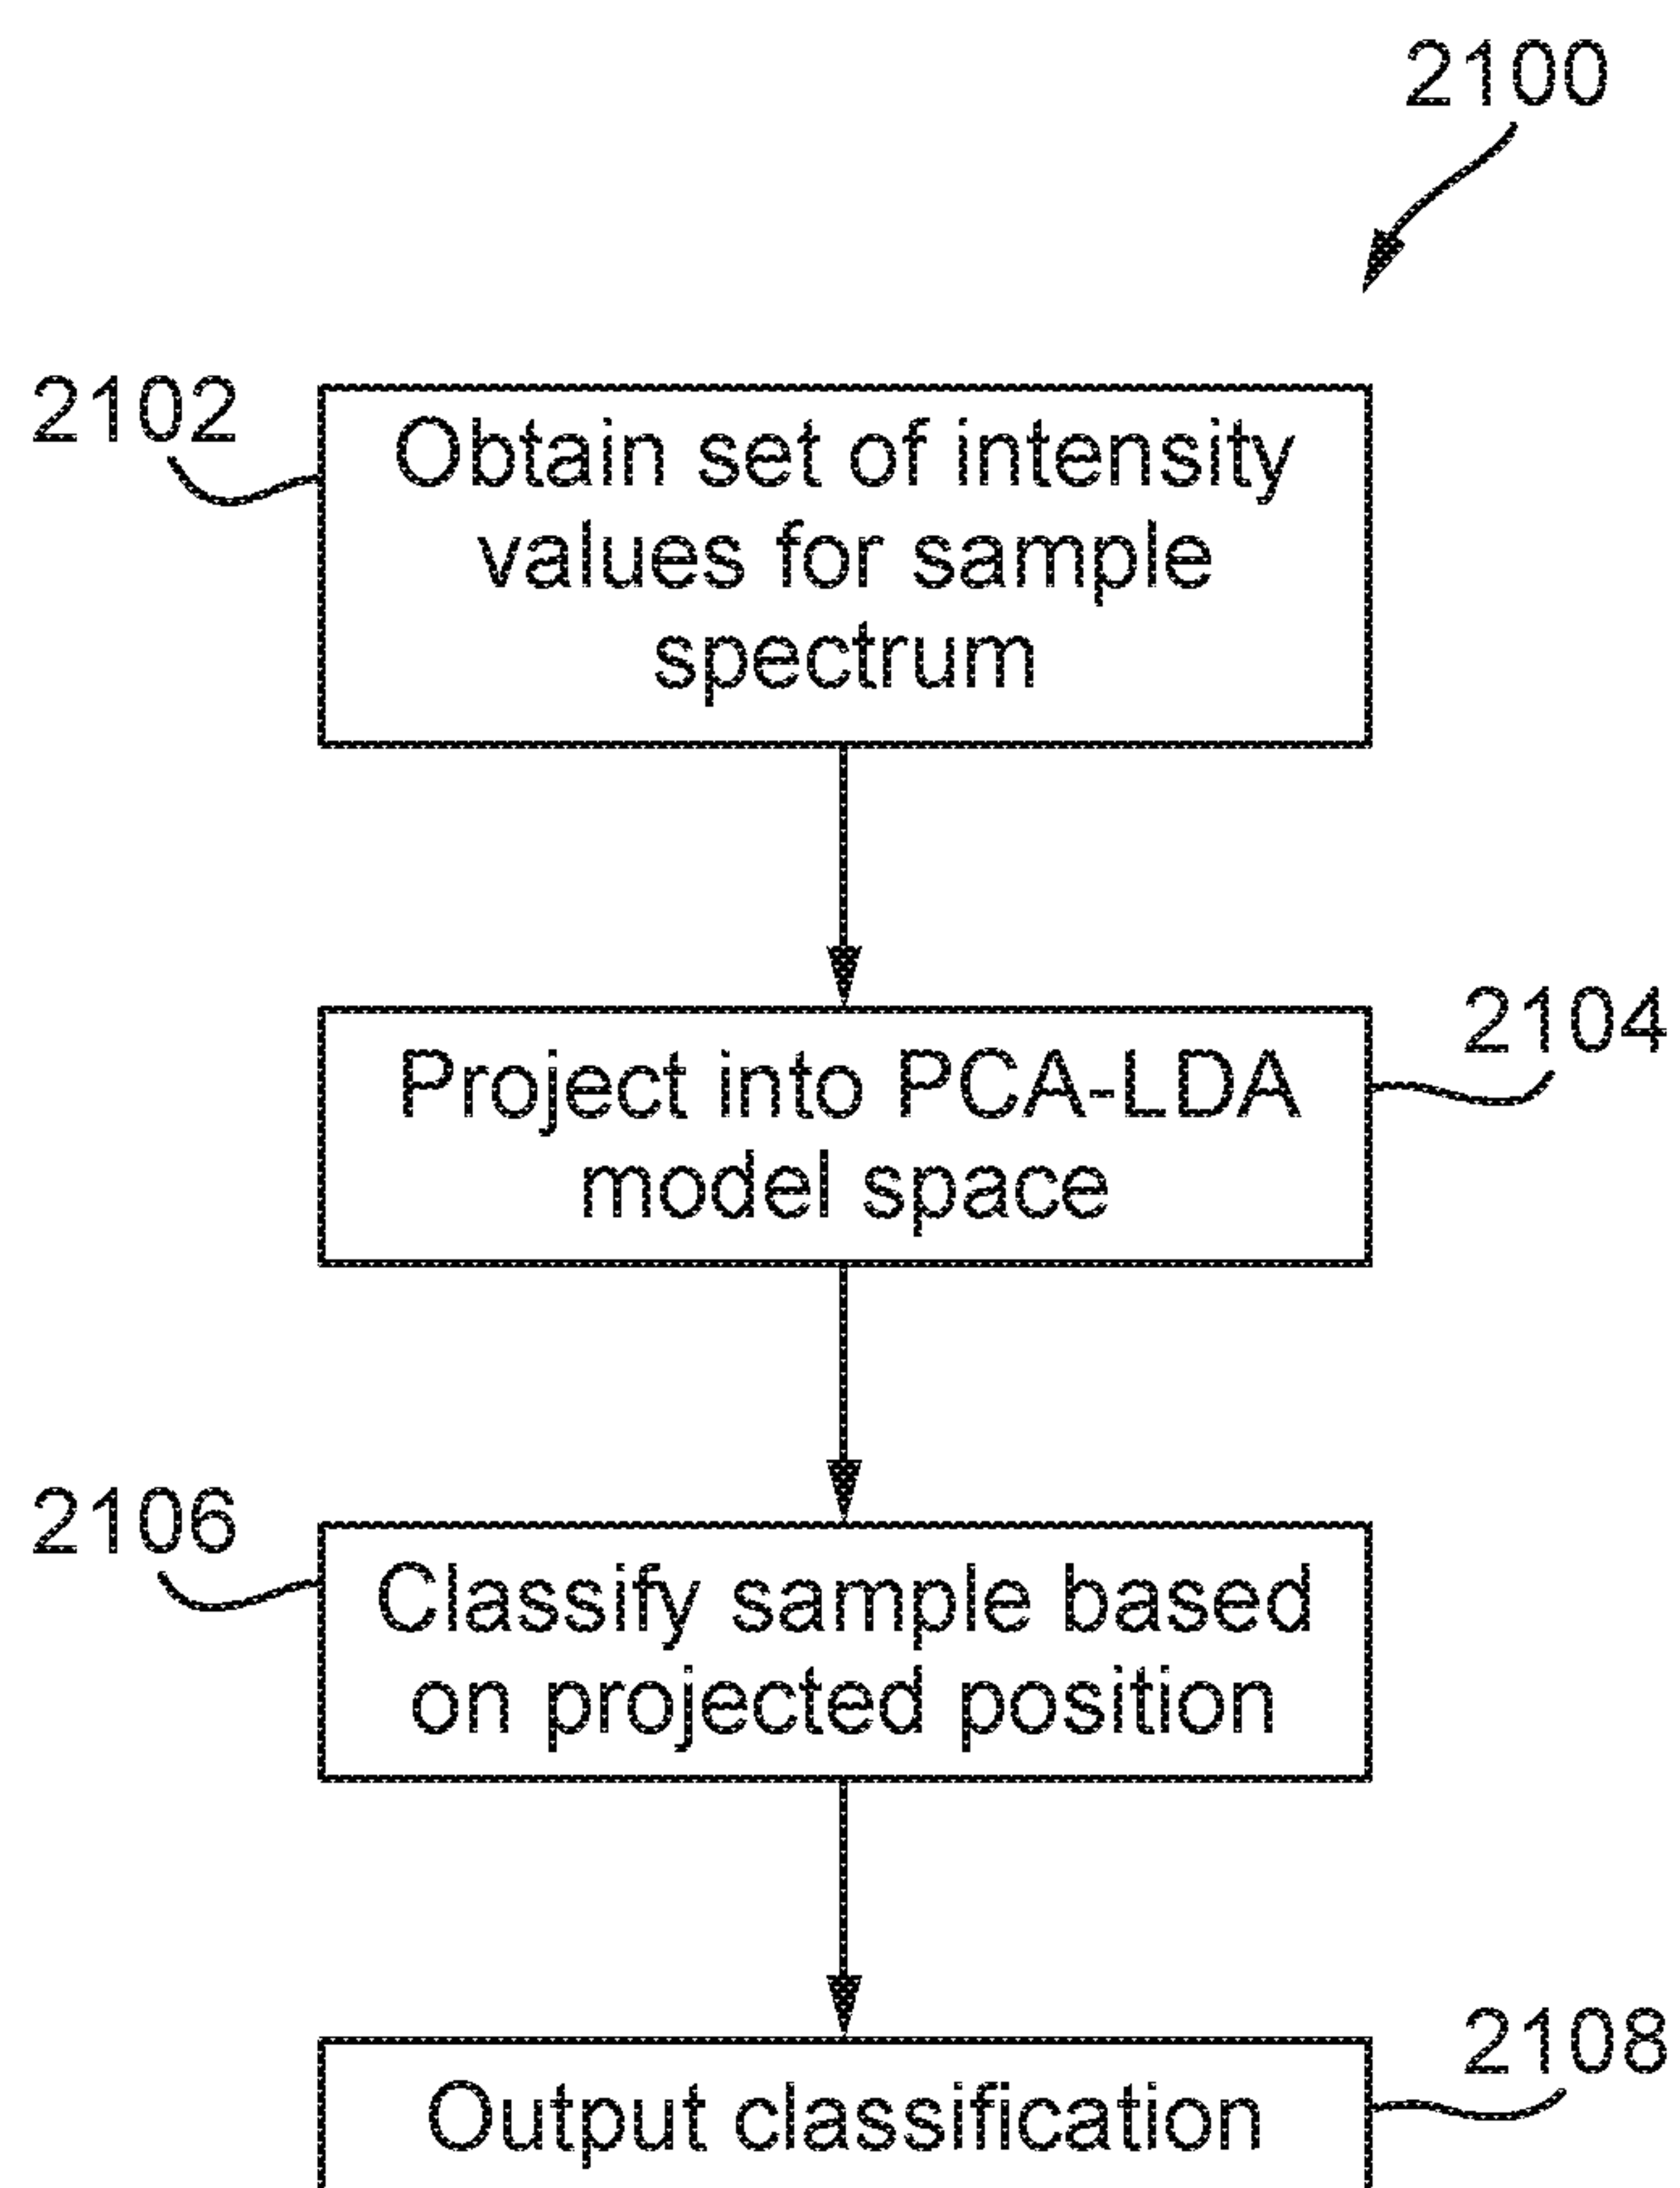 2100
2102
Obtain set of intensity
values for sample
spectrum
2104
Project into PCA-LDA
model space
2106
Classify sample based
on projected position
2108
Output classification